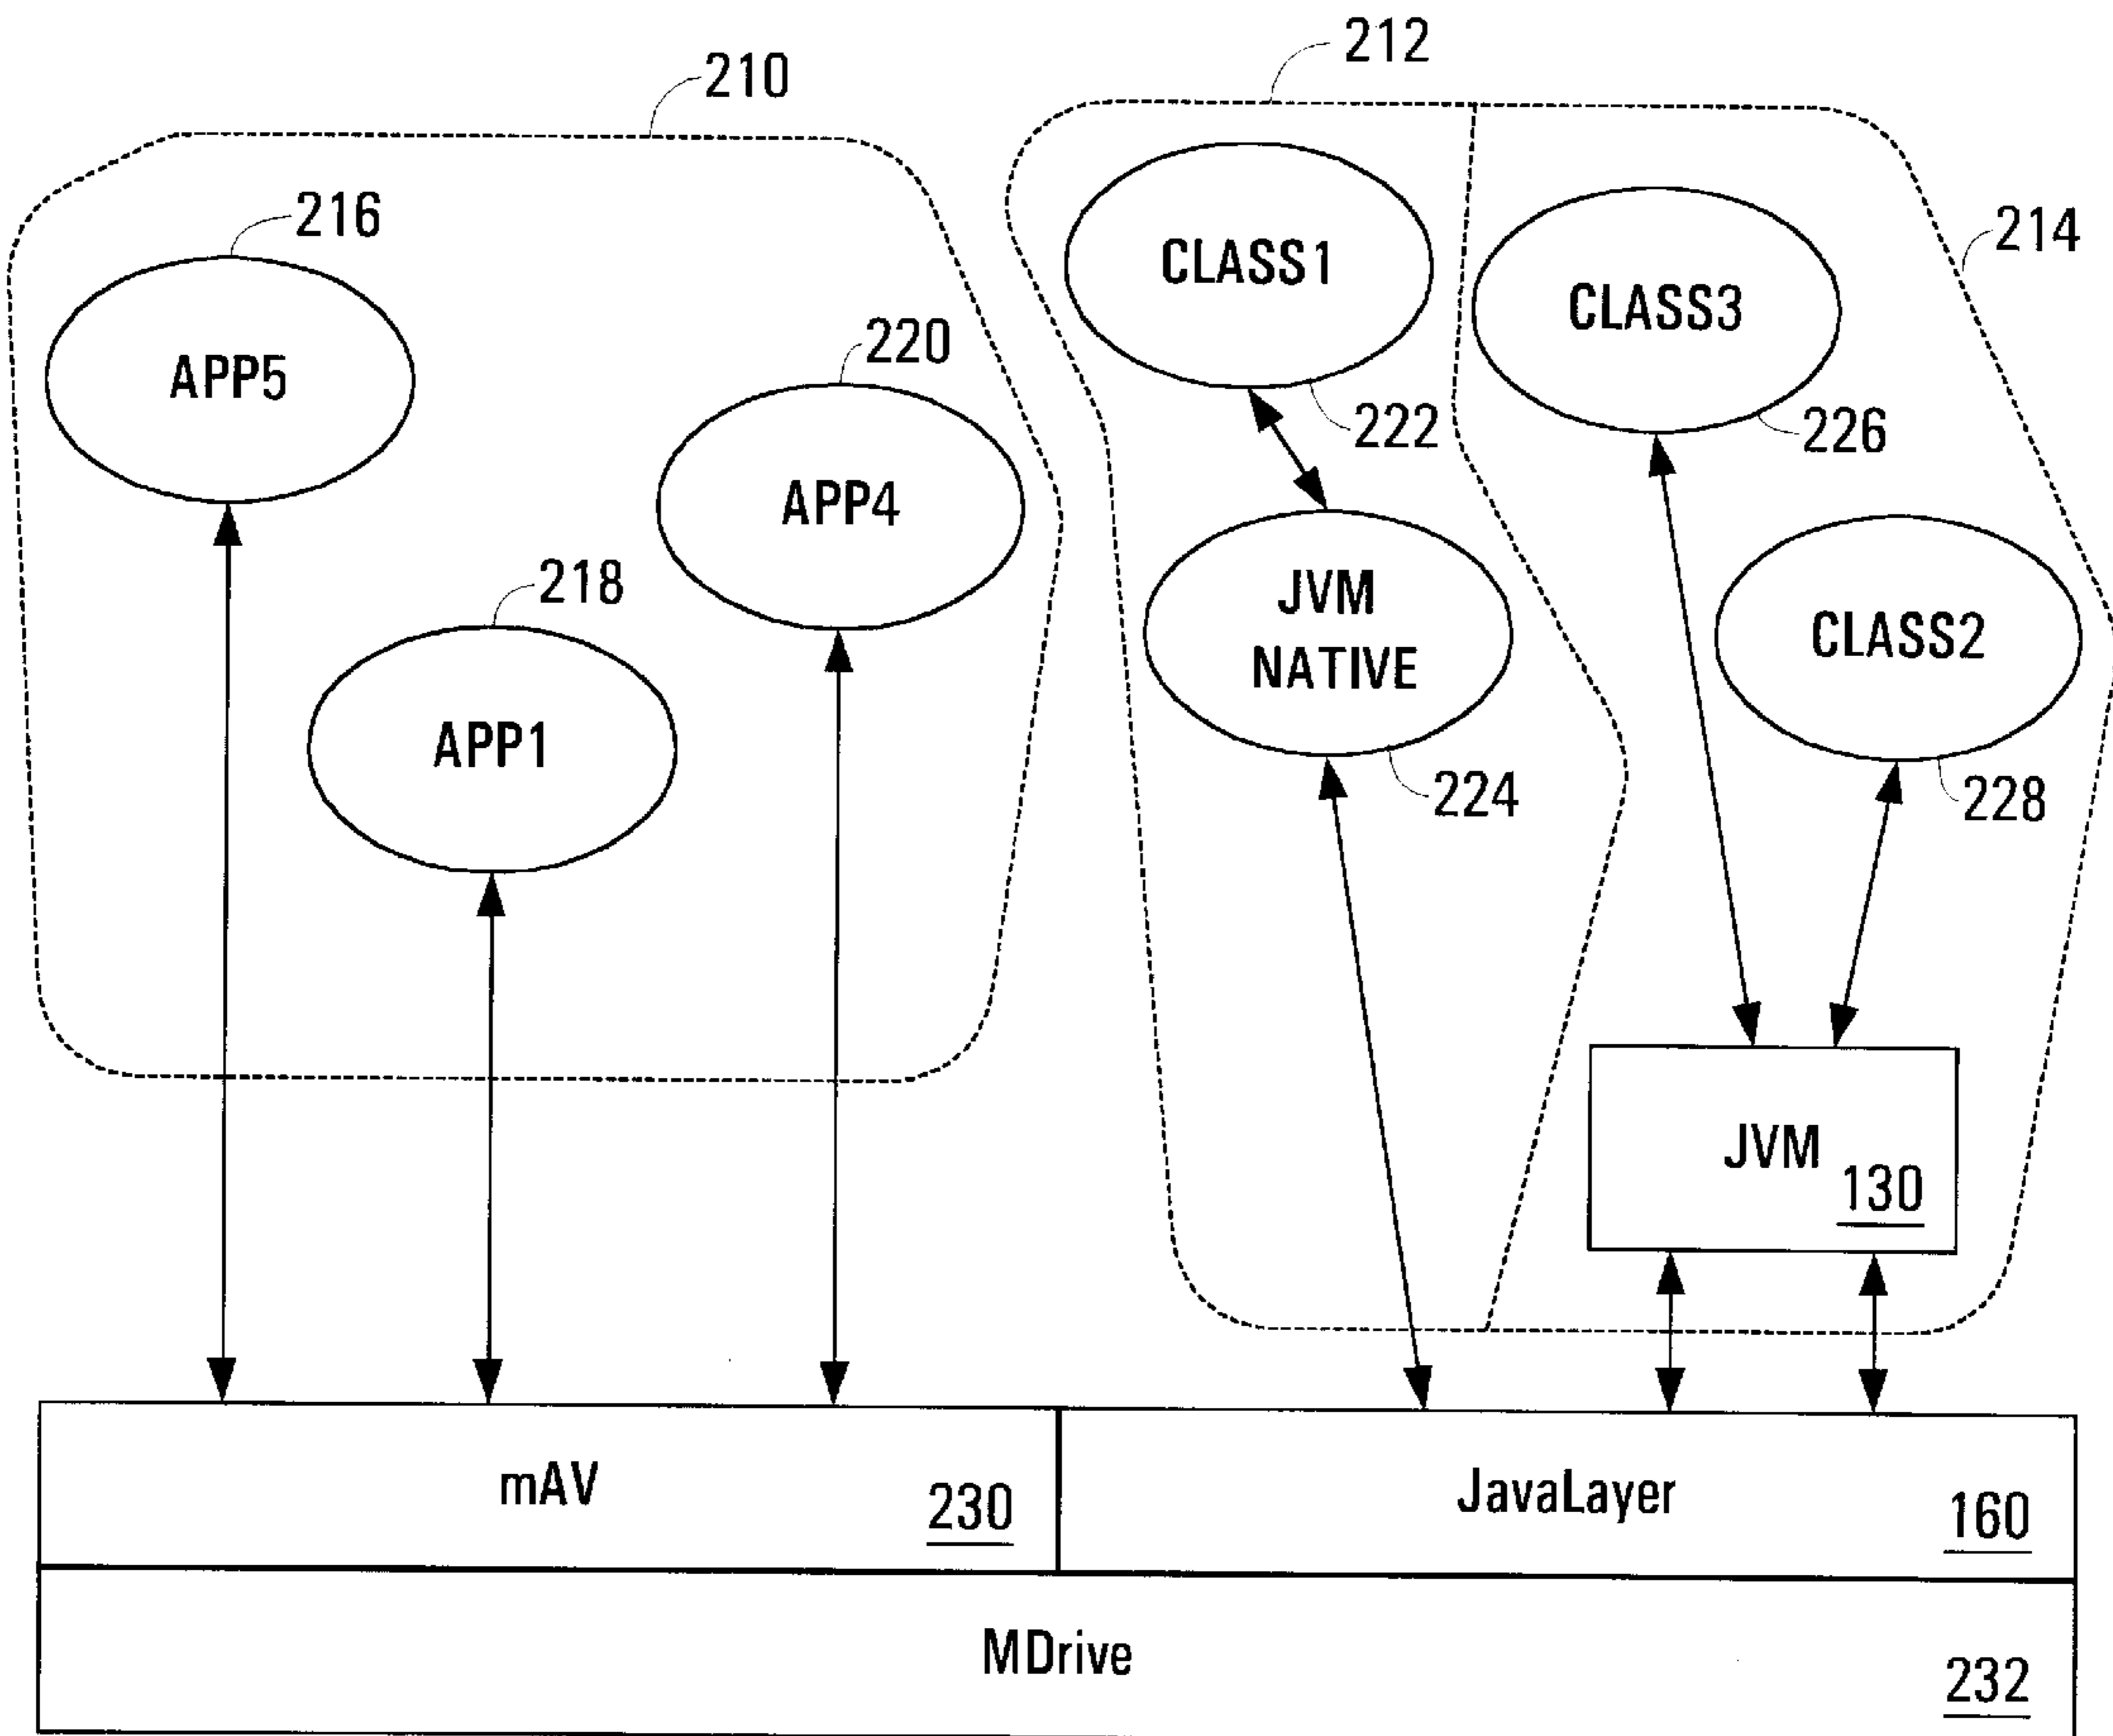 212
210
216
214
CLASS1
CLASS3
220
APP5
222
226
APP4
218
JVM
NATIVE
CLASS2
APP1
224
228
JVM
130
mAV
230
JavaLayer
160
MDrive
232